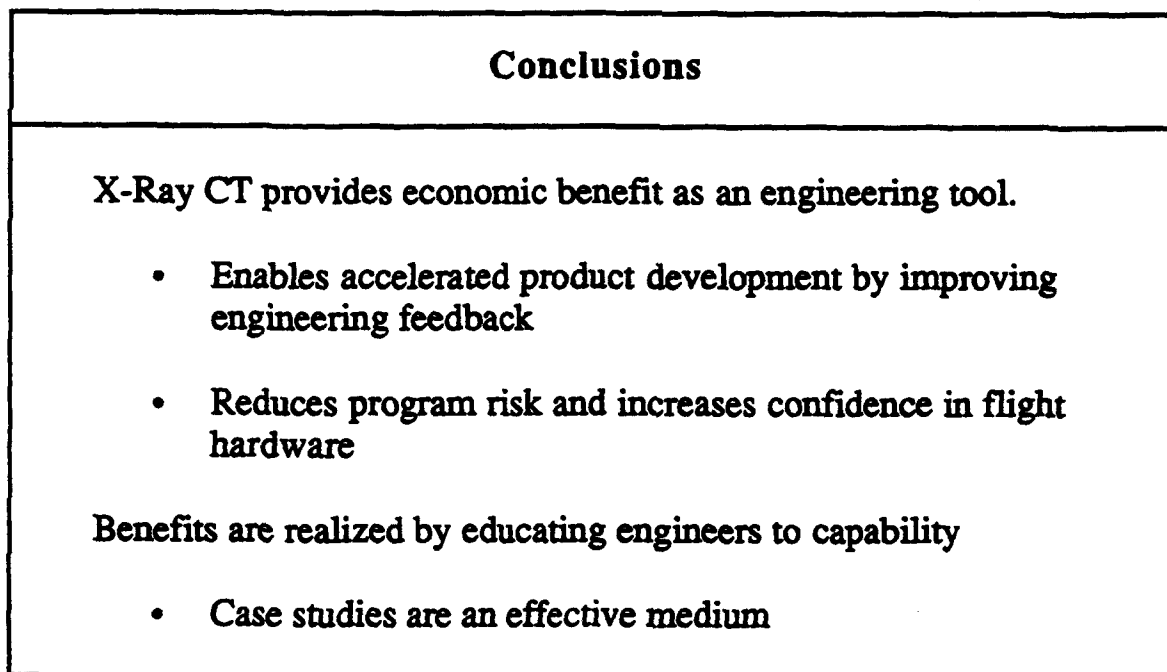 Conclusions
X-Ray CT provides economic benefit as an engineering tool.
• Enables accelerated product development by improving
engineering feedback
• Reduces program risk and increases confidence in flight
hardware
Benefits are realized by educating engineers to capability
• Case studies are an effective medium